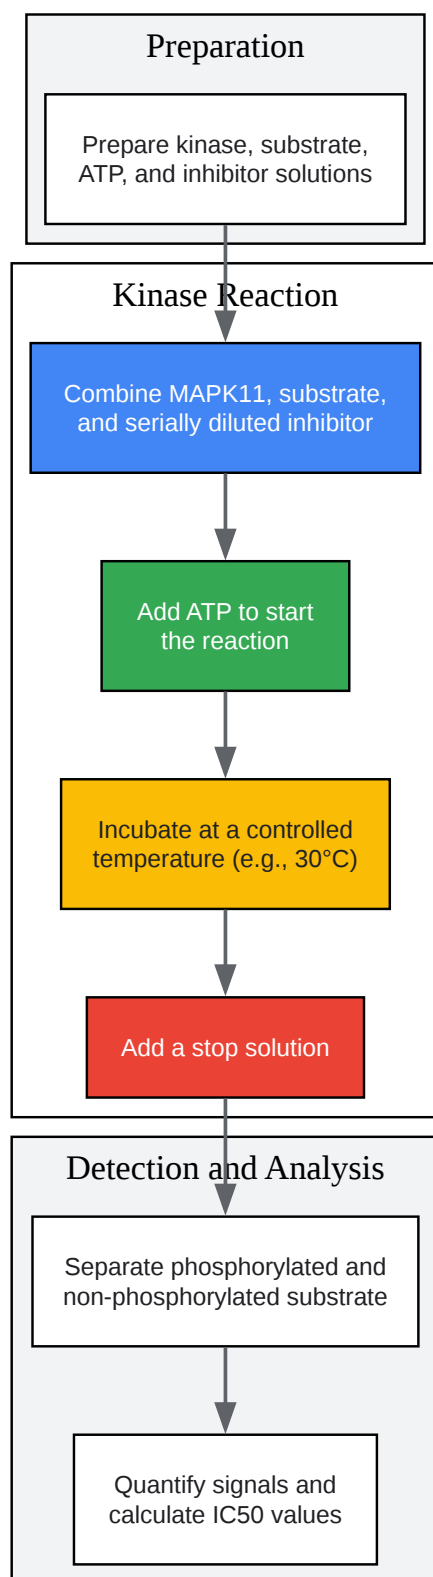 Preparation
Prepare kinase, substrate,
ATP, and inhibitor solutions
Kinase Reaction
Combine MAPK11, substrate,
and serially diluted inhibitor
Add ATP to start
the reaction
Incubate at a controlled
temperature (e.g., 30°C)
Add a stop solution
Detection and Analysis
Separate phosphorylated and
non-phosphorylated substrate
Quantify signals and
calculate IC50 values